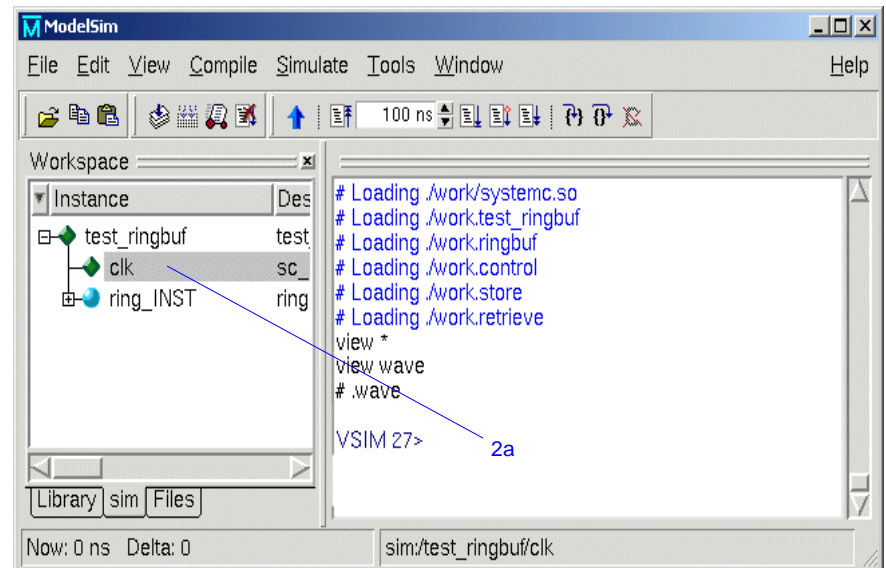 ModelSim
File Edit View Compile Simulate Tools Window Help
100 ns
Workspace
Instance Des
test_ringbuf test_
clk sc_
ring_INST ring
# Loading ./work/systemc.so
# Loading ./work.test_ringbuf
# Loading ./work.ringbuf
# Loading ./work.control
# Loading ./work.store
# Loading ./work.retrieve
view *
view wave
# .wave
VSIM 27>
2a
Library sim Files
Now: 0 ns Delta: 0 sim:/test_ringbuf/clk